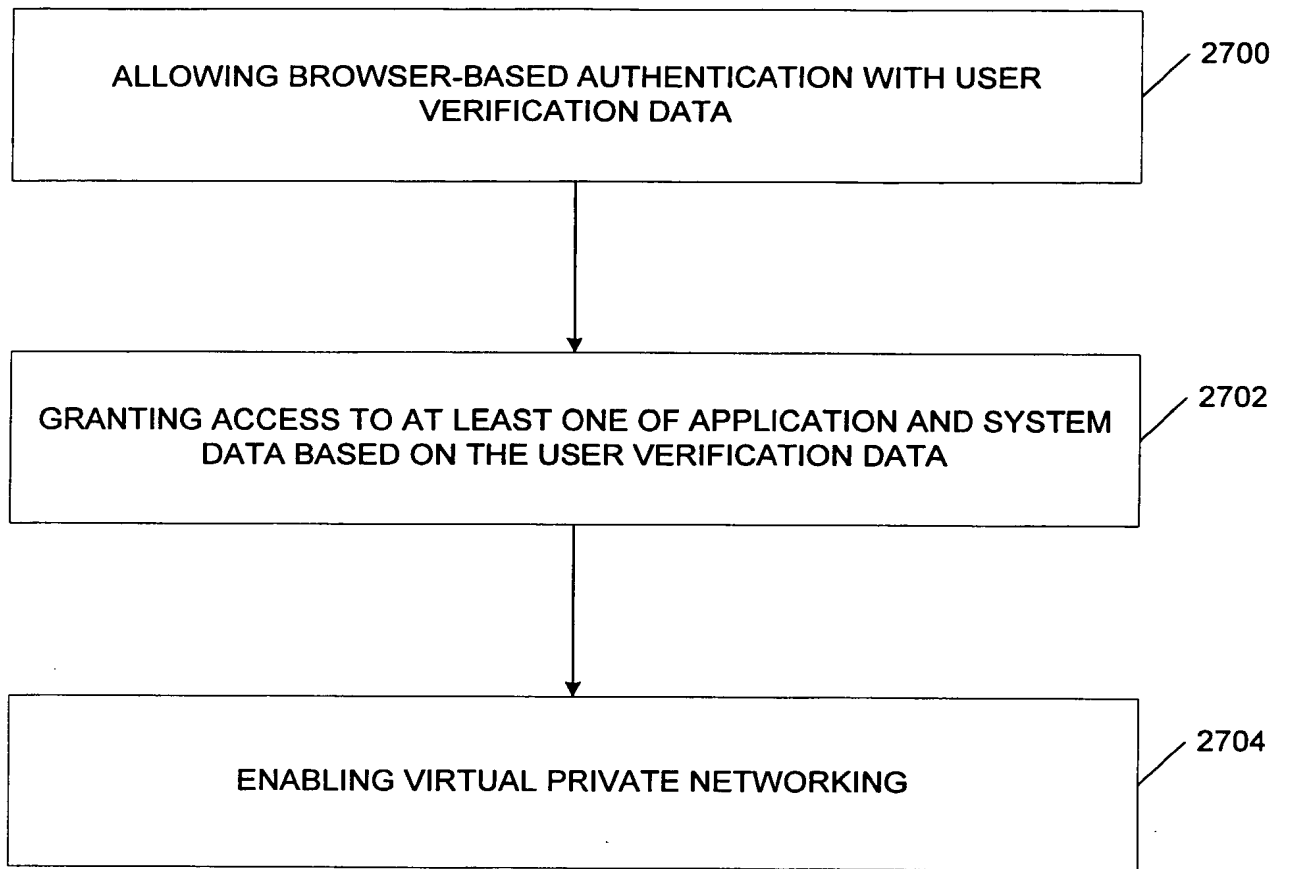 ALLOWING BROWSER-BASED AUTHENTICATION WITH USER
VERIFICATION DATA
2700
GRANTING ACCESS TO AT LEAST ONE OF APPLICATION AND SYSTEM
DATA BASED ON THE USER VERIFICATION DATA
2702
ENABLING VIRTUAL PRIVATE NETWORKING
2704